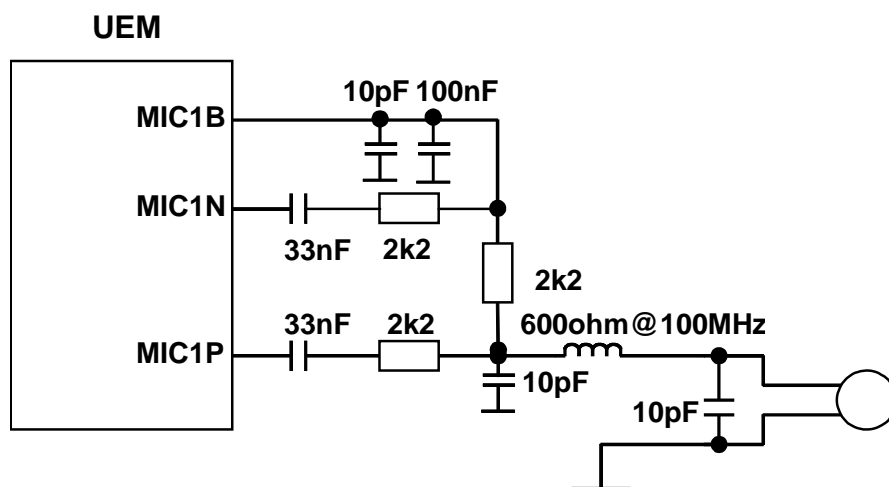 UEM
10pF 100nF
MIC1B
MIC1N
33nF 2k2
2k2
33nF 2k2 600ohm@100MHz
MIC1P
10pF
10pF